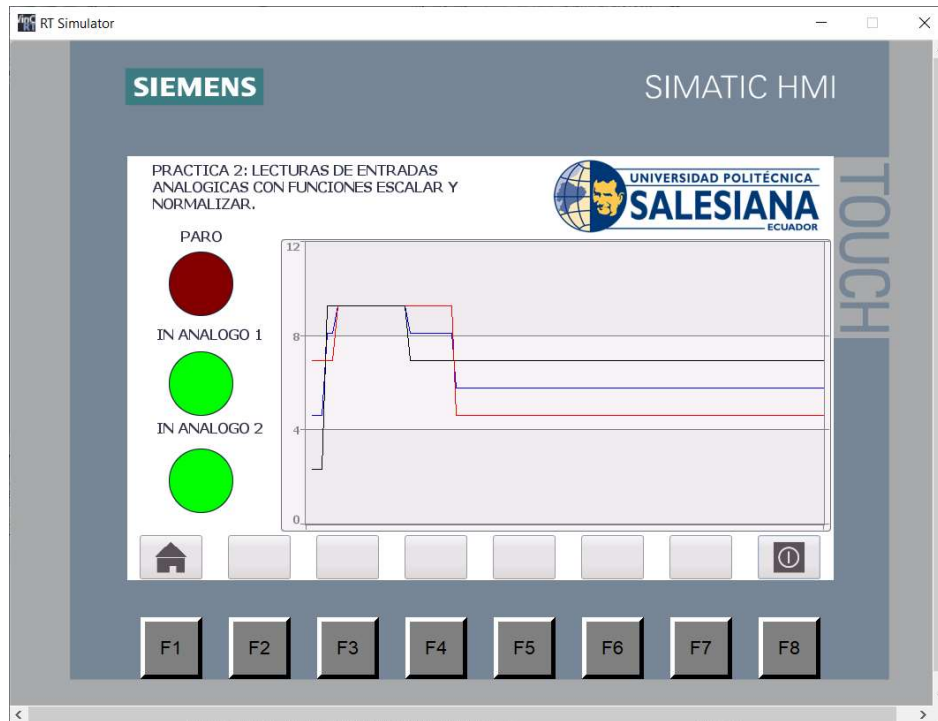 RT Simulator
SIEMENS
SIMATIC HMI
TOUCH
PRACTICA 2: LECTURAS DE ENTRADAS
ANALOGICAS CON FUNCIONES ESCALAR Y
NORMALIZAR.
UNIVERSIDAD POLITÉCNICA
SALESIANA
ECUADOR
PARO
IN ANALOGO 1
IN ANALOGO 2
12
8
4
0
F1 F2 F3 F4 F5 F6 F7 F8